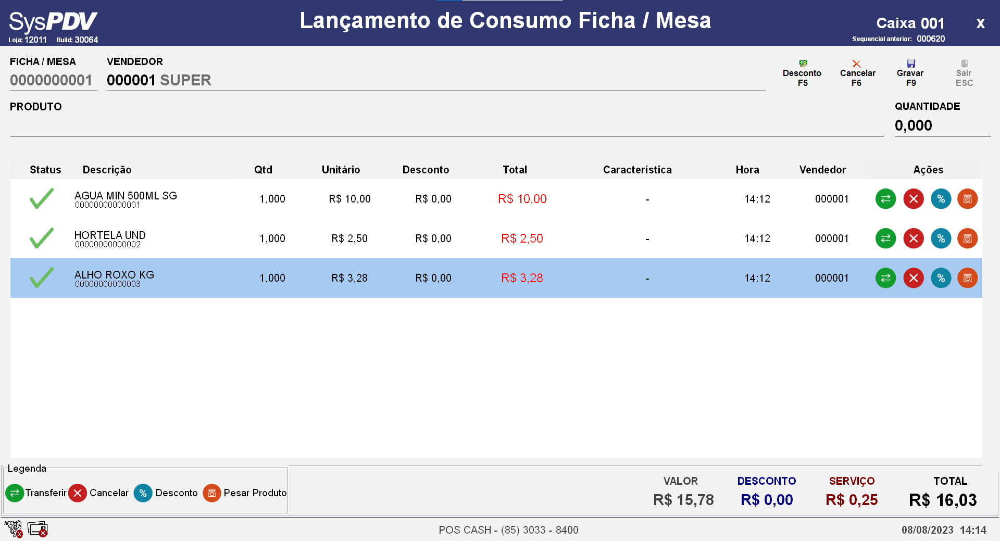 SysPDV
Loja: 12011 Build: 30064
Lançamento de Consumo Ficha / Mesa
Caixa 001
X
Sequencial anterior: 000620
FICHA / MESA
0000000001
VENDEDOR
000001 SUPER
Desconto
F5
Cancelar
F6
Gravar
F9
Sair
ESC
PRODUTO
QUANTIDADE
0,000
Status Descrição Qtd Unitário Desconto Total Característica Hora Vendedor Ações
AGUA MIN 500ML SG 1,000 R$ 10,00 R$ 0,00 R$ 10,00 - 14:12 000001 %
00000000000001
HORTELA UND 1,000 R$ 2,50 R$ 0,00 R$ 2,50 - 14:12 000001 %
00000000000002
ALHO ROXO KG 1,000 R$ 3,28 R$ 0,00 R$ 3,28 - 14:12 000001 %
00000000000003
Legenda
Transferir Cancelar % Desconto Pesar Produto
VALOR DESCONTO SERVIÇO TOTAL
R$ 15,78 R$ 0,00 R$ 0,25 R$ 16,03
POS CASH - (85) 3033 - 8400
08/08/2023 14:14